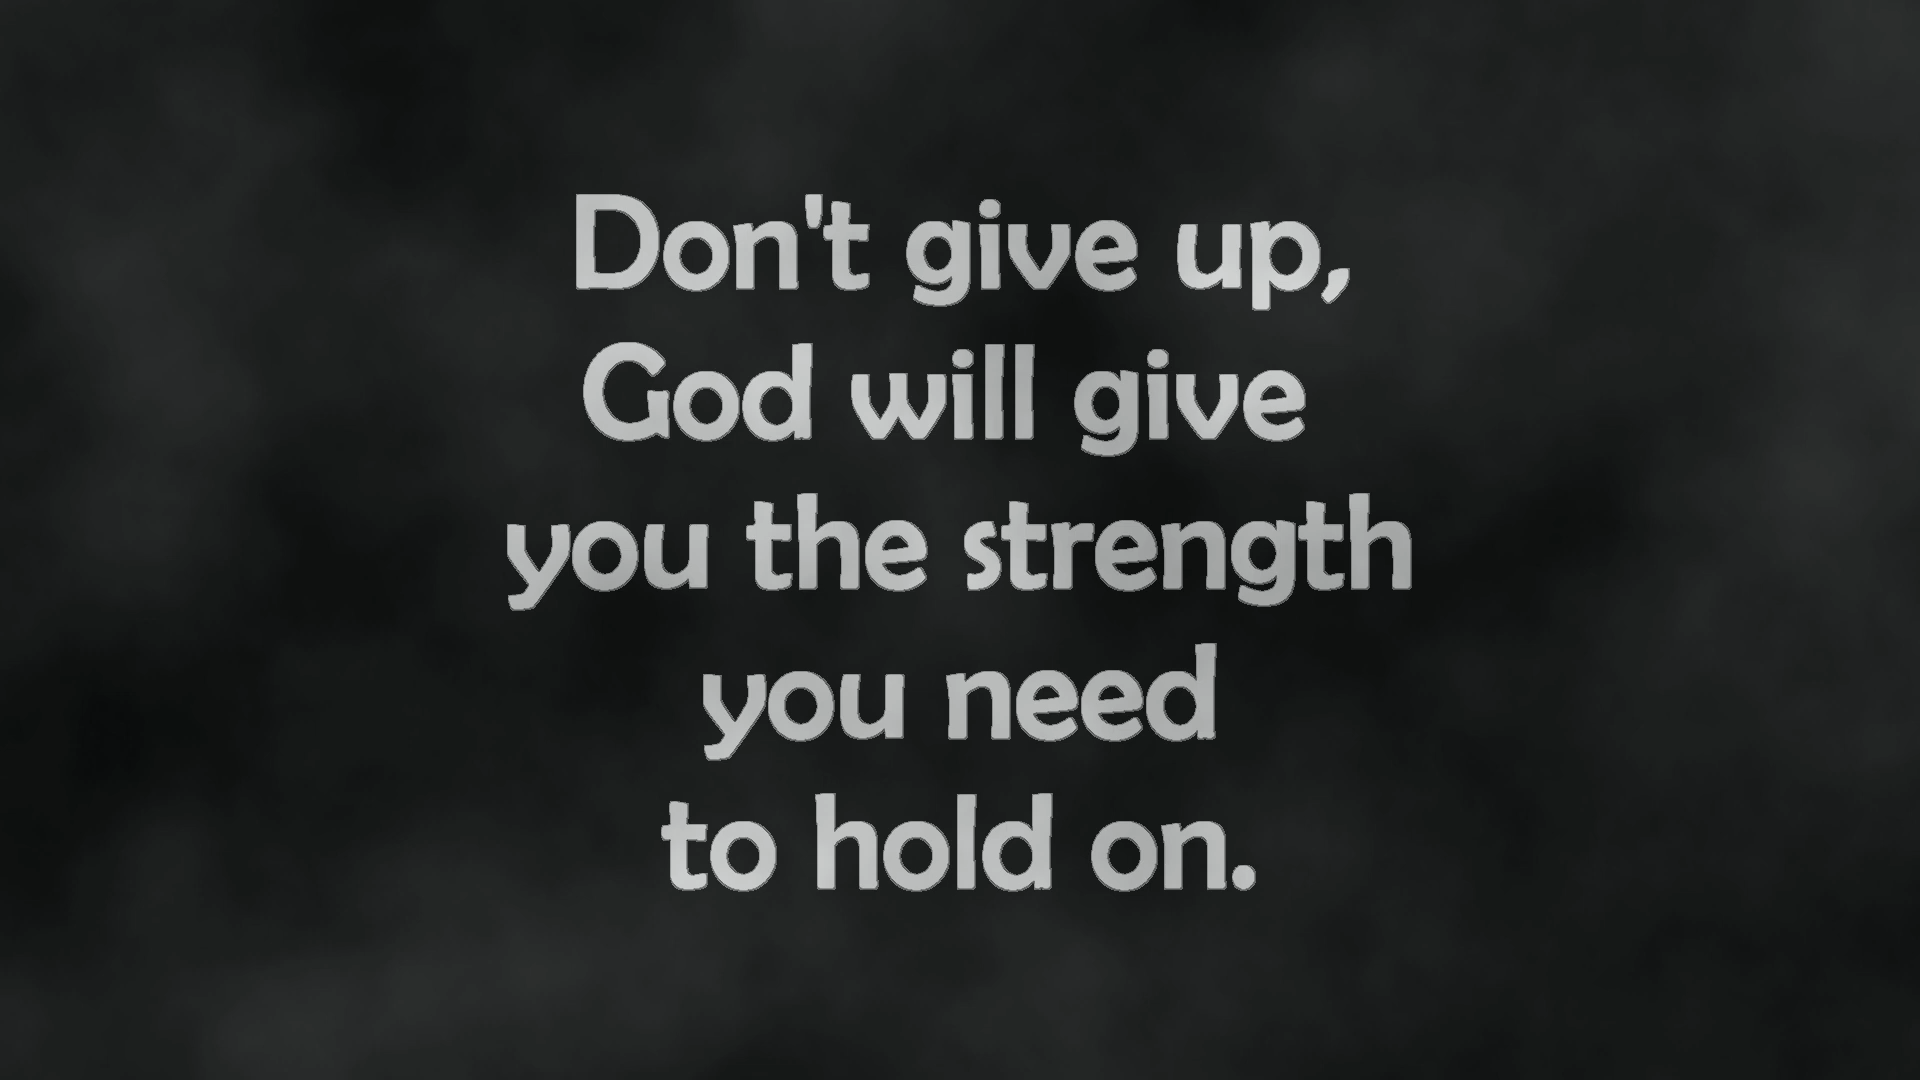 Don't give up,
God will give
you the strength
you need
to hold on.